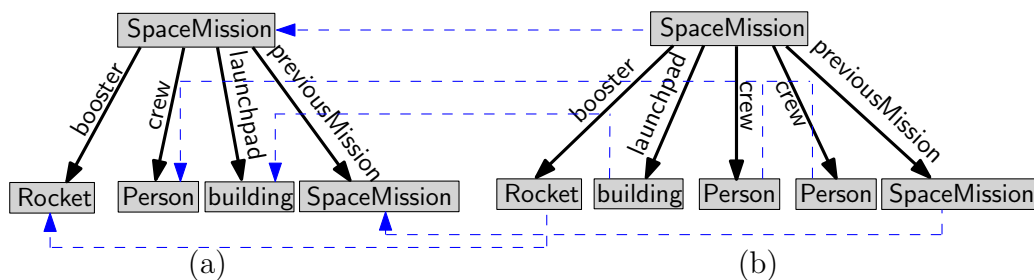 SpaceMission
SpaceMission
booster
crew
launchpad
previousMission
booster
launchpad
crew
crew
previousMission
Rocket
Person
building
SpaceMission
Rocket
building
Person
Person
SpaceMission
(a)
(b)